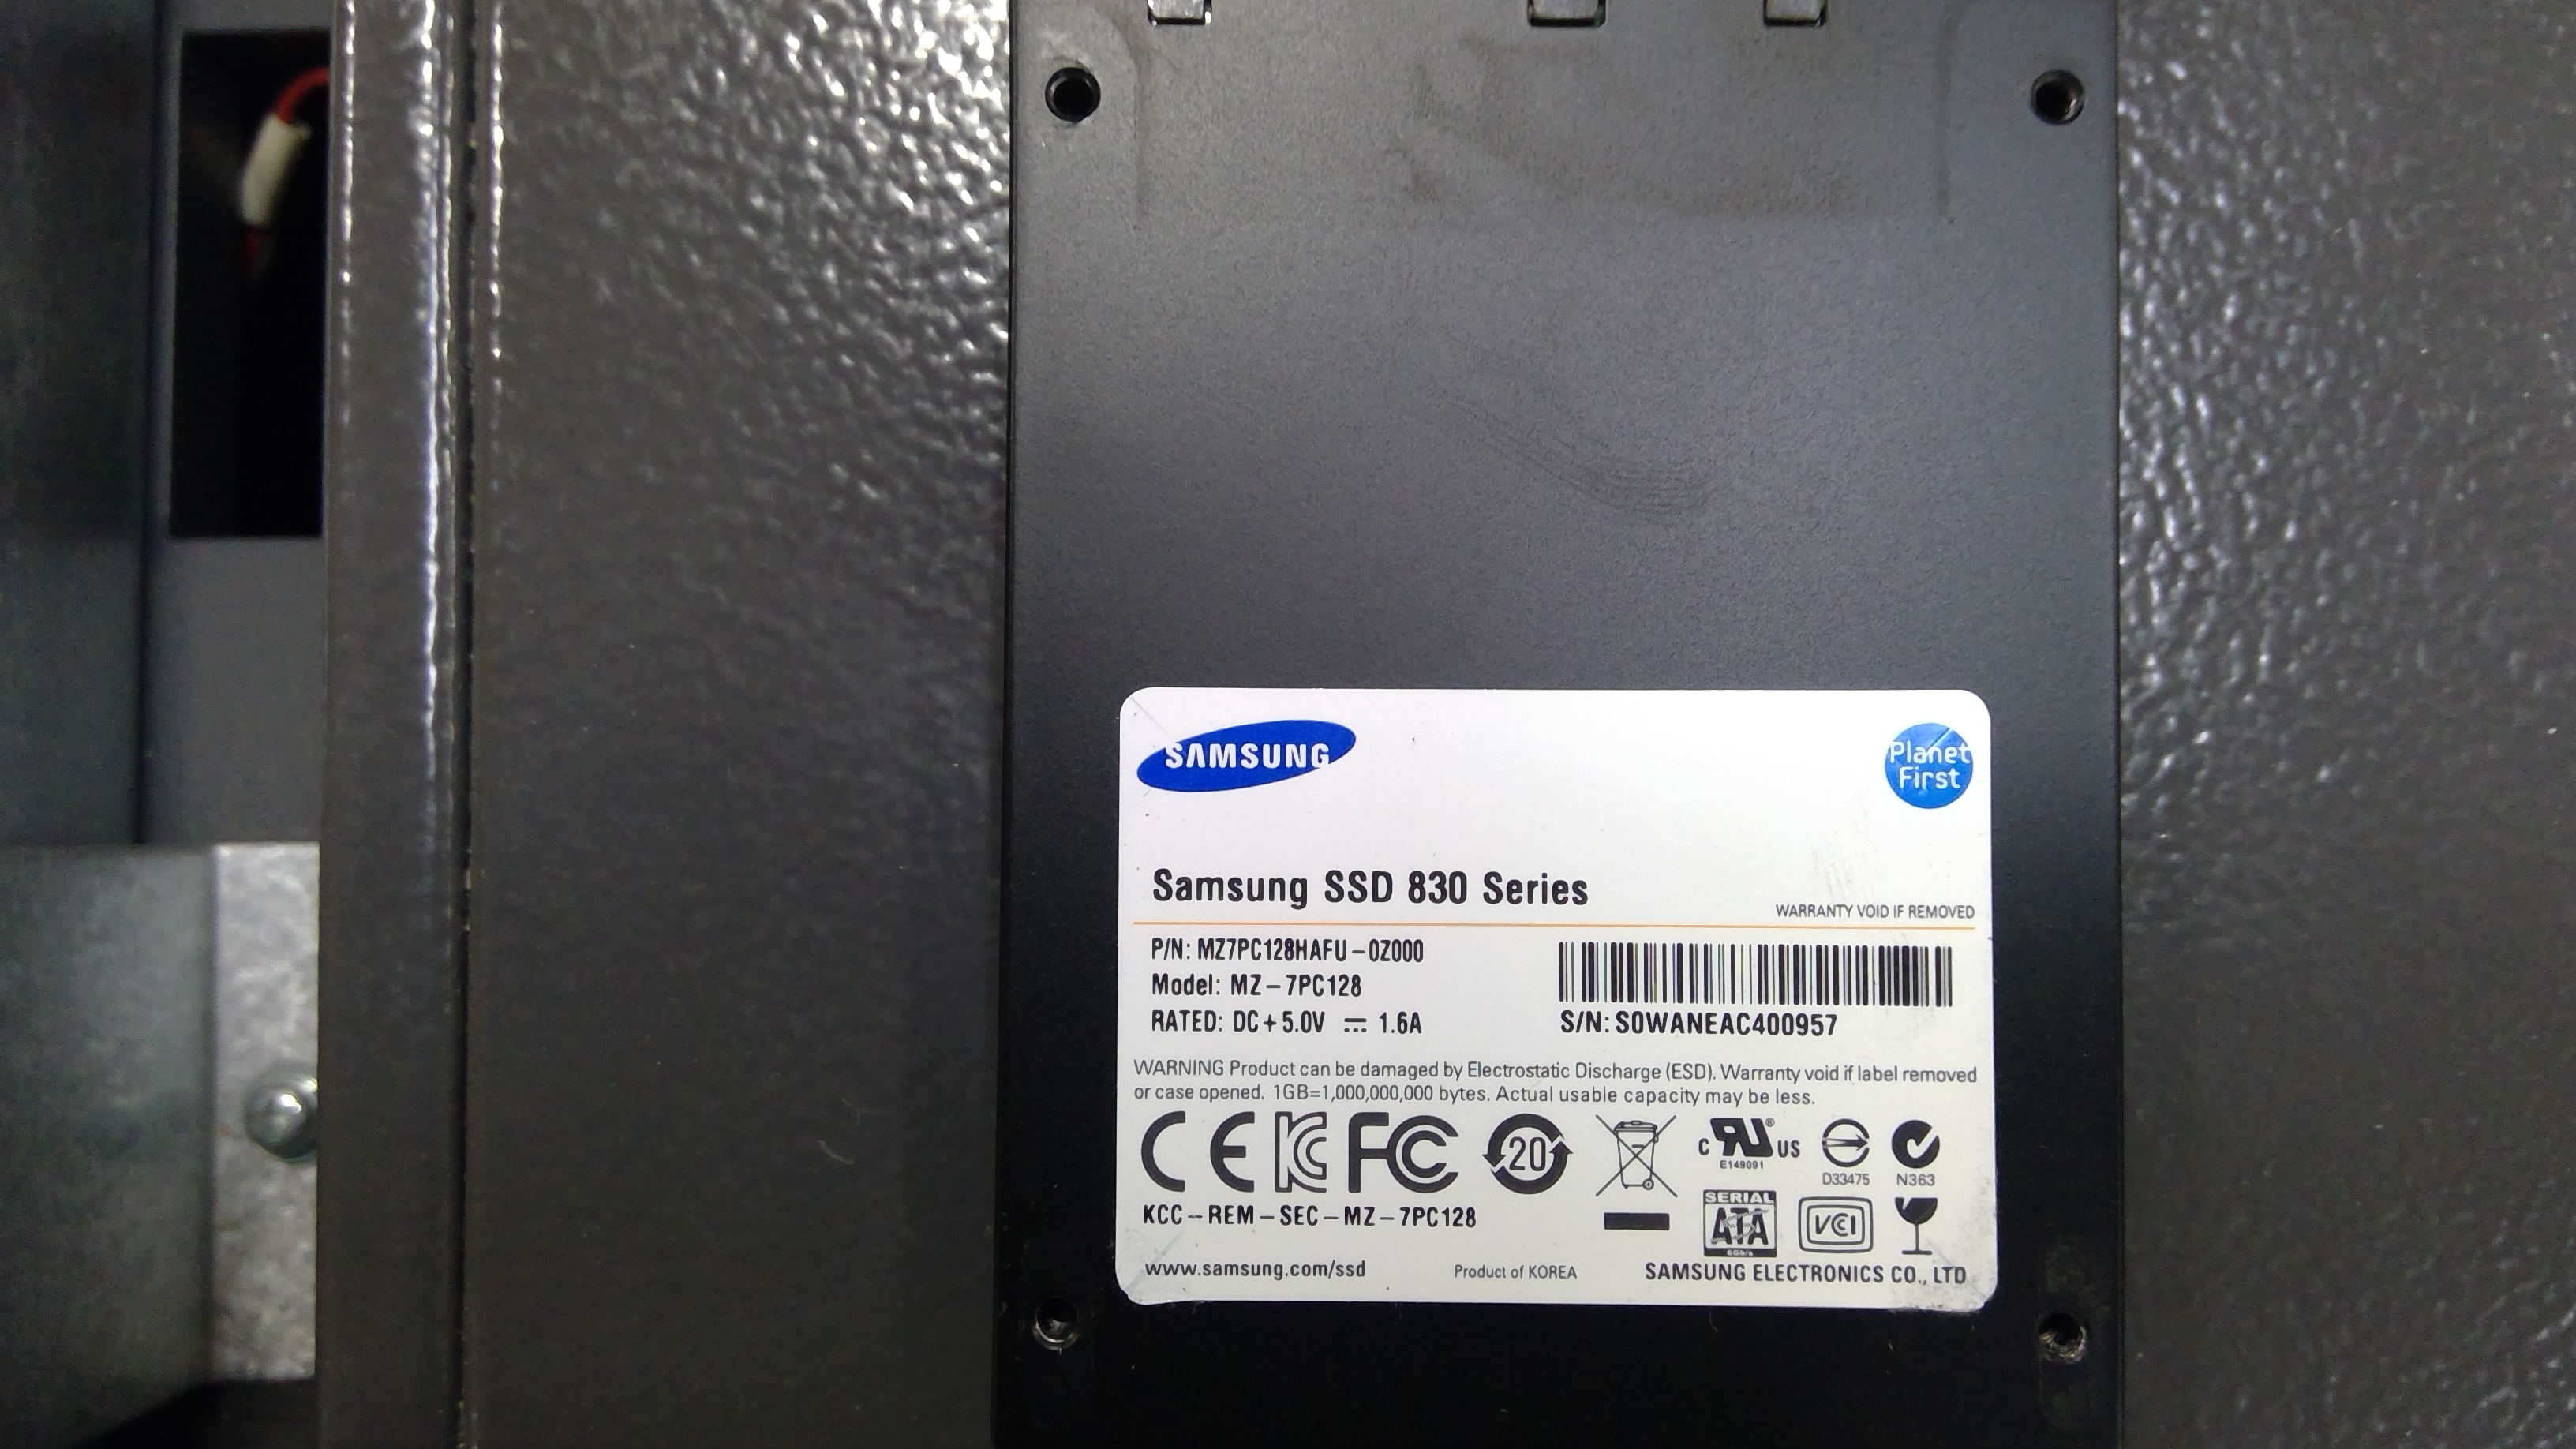 SAMSUNG
Planet
First
Samsung SSD 830 Series
WARRANTY VOID IF REMOVED
P/N: MZ7PC128HAFU-0Z000
Model: MZ-7PC128
RATED: DC+5.0V ⎓ 1.6A
S/N: S0WANEAC400957
WARNING Product can be damaged by Electrostatic Discharge (ESD). Warranty void if label removed
or case opened. 1GB=1,000,000,000 bytes. Actual usable capacity may be less.
CE KC FC 20
c RU ® US
E149091
D33475
N363
KCC-REM-SEC-MZ-7PC128
SERIAL
ATA
6Gb/s
VCI
www.samsung.com/ssd
Product of KOREA
SAMSUNG ELECTRONICS CO., LTD